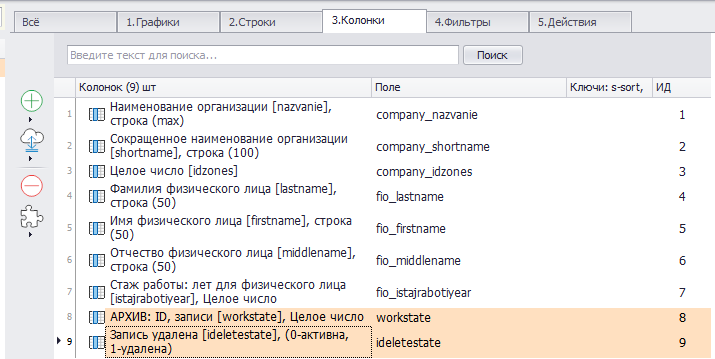 Всё 1.Графики 2.Строки 3.Колонки 4.Фильтры 5.Действия
Введите текст для поиска... Поиск
Колонок (9) шт Поле Ключи: s-sort, ИД
1 Наименование организации [nazvanie], строка (max) company_nazvanie 1
2 Сокращенное наименование организации [shortname], строка (100) company_shortname 2
3 Целое число [idzones] company_idzones 3
4 Фамилия физического лица [lastname], строка (50) fio_lastname 4
5 Имя физического лица [firstname], строка (50) fio_firstname 5
6 Отчество физического лица [middlename], строка (50) fio_middlename 6
7 Стаж работы: лет для физического лица [istajrabotiyear], Целое число fio_istajrabotiyear 7
8 АРХИВ: ID, записи [workstate], Целое число workstate 8
9 Запись удалена [ideletestate], (0-активна, 1-удалена) ideletestate 9